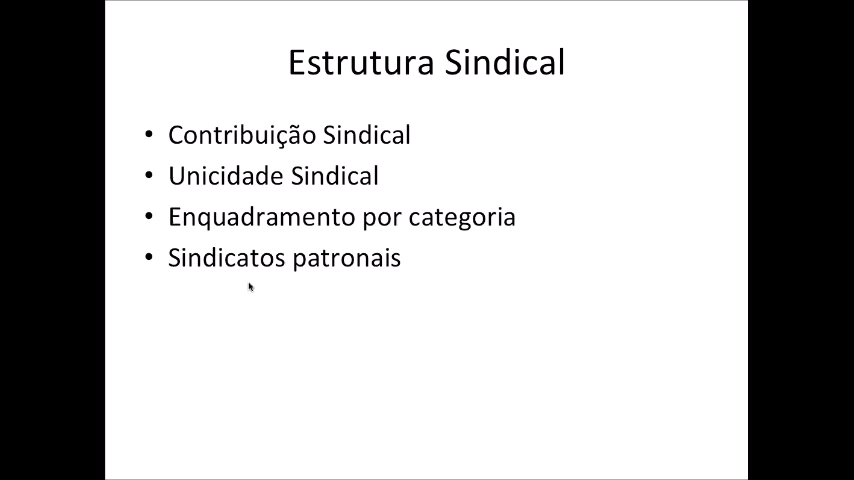 Estrutura Sindical
• Contribuição Sindical
• Unicidade Sindical
• Enquadramento por categoria
• Sindicatos patronais